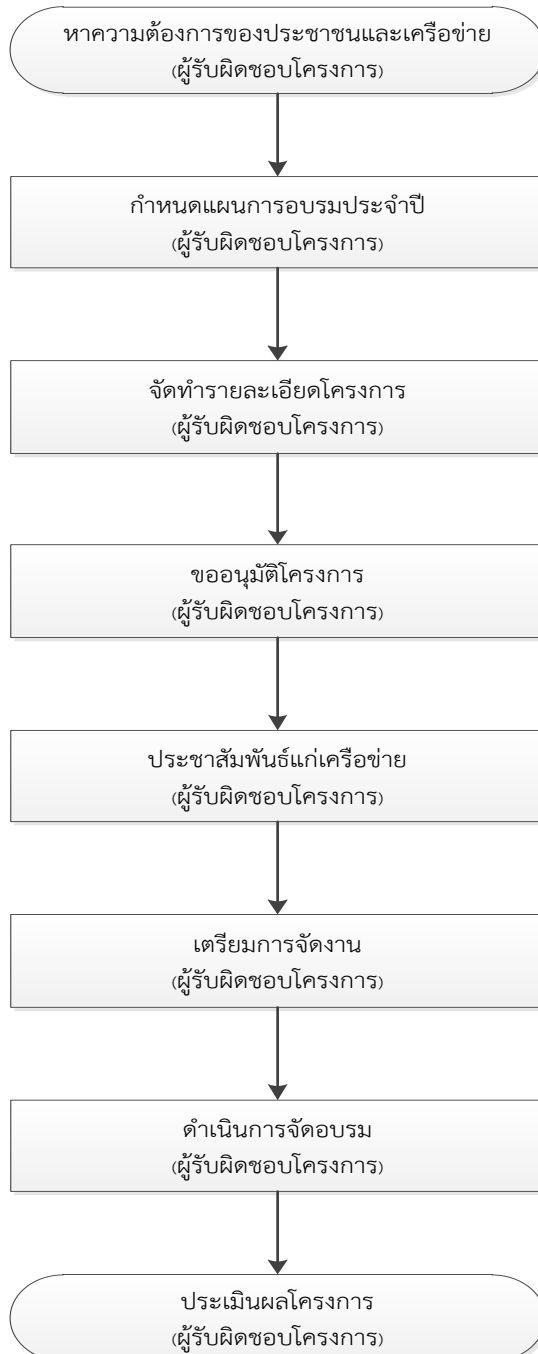 หาความต้องการของประชาชนและเครือข่าย
(ผู้รับผิดชอบโครงการ)
กำหนดแผนการอบรมประจำปี
(ผู้รับผิดชอบโครงการ)
จัดทำรายละเอียดโครงการ
(ผู้รับผิดชอบโครงการ)
ขออนุมัติโครงการ
(ผู้รับผิดชอบโครงการ)
ประชาสัมพันธ์แก่เครือข่าย
(ผู้รับผิดชอบโครงการ)
เตรียมการจัดงาน
(ผู้รับผิดชอบโครงการ)
ดำเนินการจัดอบรม
(ผู้รับผิดชอบโครงการ)
ประเมินผลโครงการ
(ผู้รับผิดชอบโครงการ)